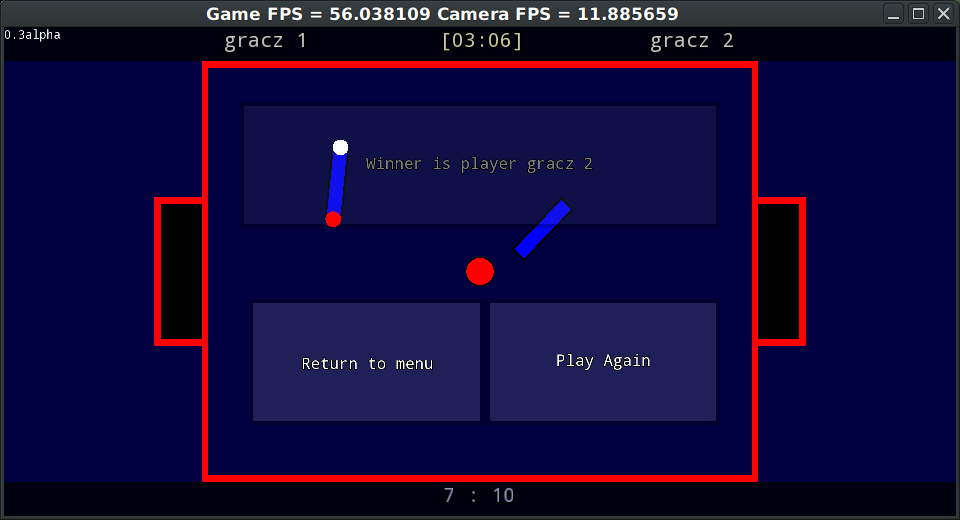 Game FPS = 56.038109 Camera FPS = 11.885659
0.3alpha
gracz 1 [03:06] gracz 2
Winner is player gracz 2
Return to menu
Play Again
7 : 10